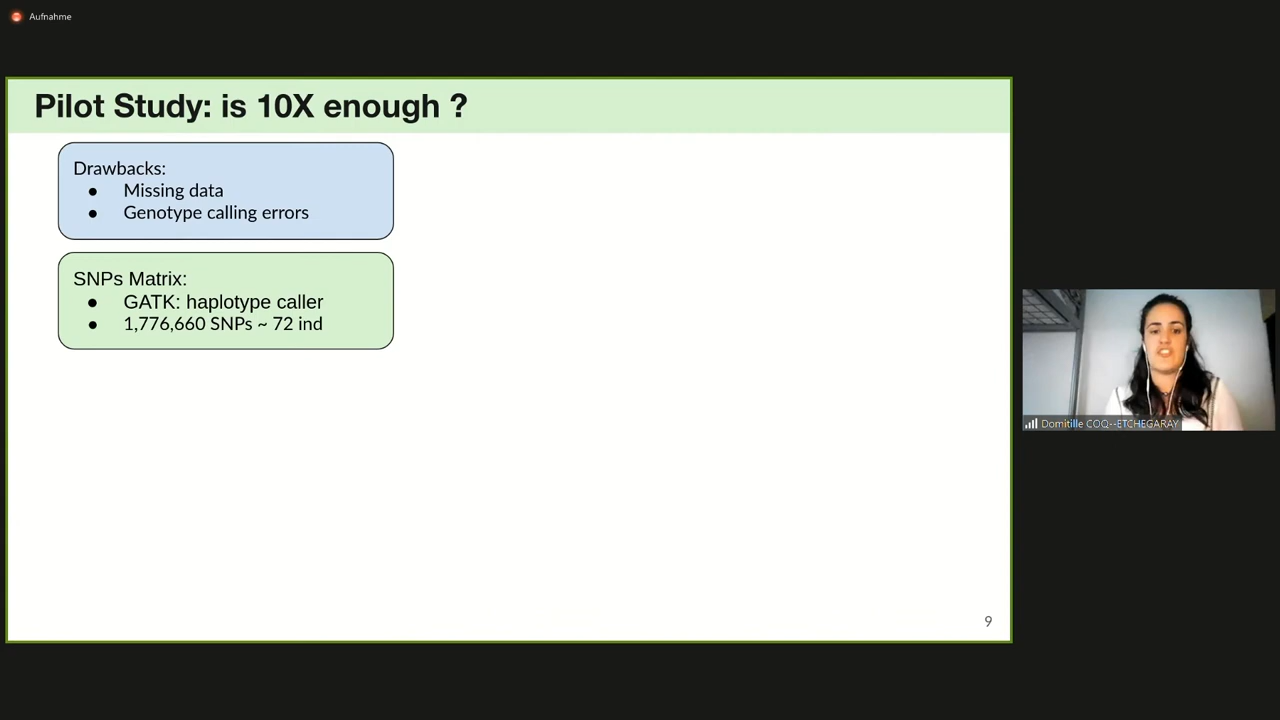 Aufnahme
Pilot Study: is 10X enough ?
Drawbacks:
● Missing data
● Genotype calling errors
SNPs Matrix:
● GATK: haplotype caller
● 1,776,660 SNPs ~ 72 ind
Domitille COQ--ETCHEGARAY
9